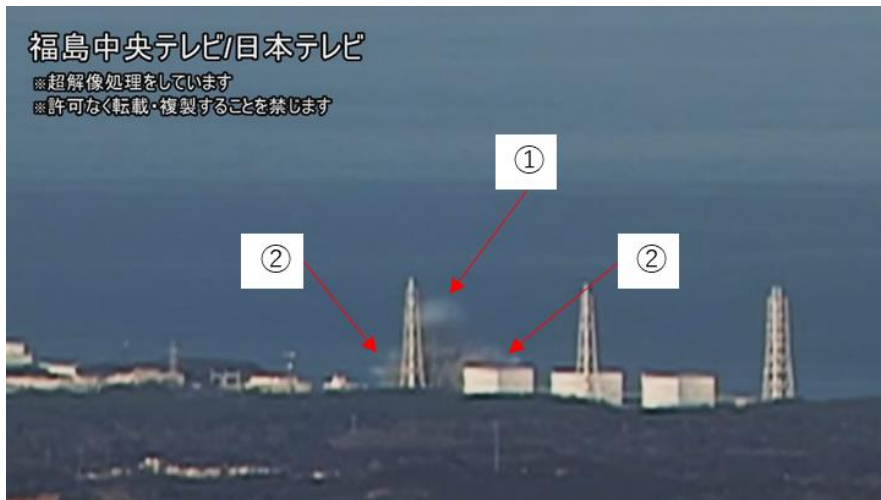 福島中央テレビ/日本テレビ
※超解像処理をしています
※許可なく転載・複製することを禁じます
①
②
②